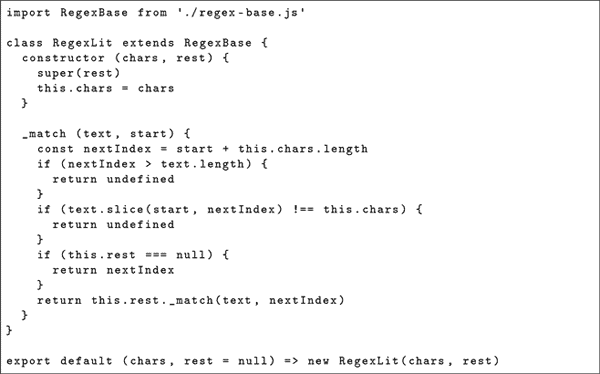 import RegexBase from './regex-base.js'

class RegexLit extends RegexBase {
  constructor (chars, rest) {
    super(rest)
    this.chars = chars
  }

  _match (text, start) {
    const nextIndex = start + this.chars.length
    if (nextIndex > text.length) {
      return undefined
    }
    if (text.slice(start, nextIndex) !== this.chars) {
      return undefined
    }
    if (this.rest === null) {
      return nextIndex
    }
    return this.rest._match(text, nextIndex)
  }
}

export default (chars, rest = null) => new RegexLit(chars, rest)